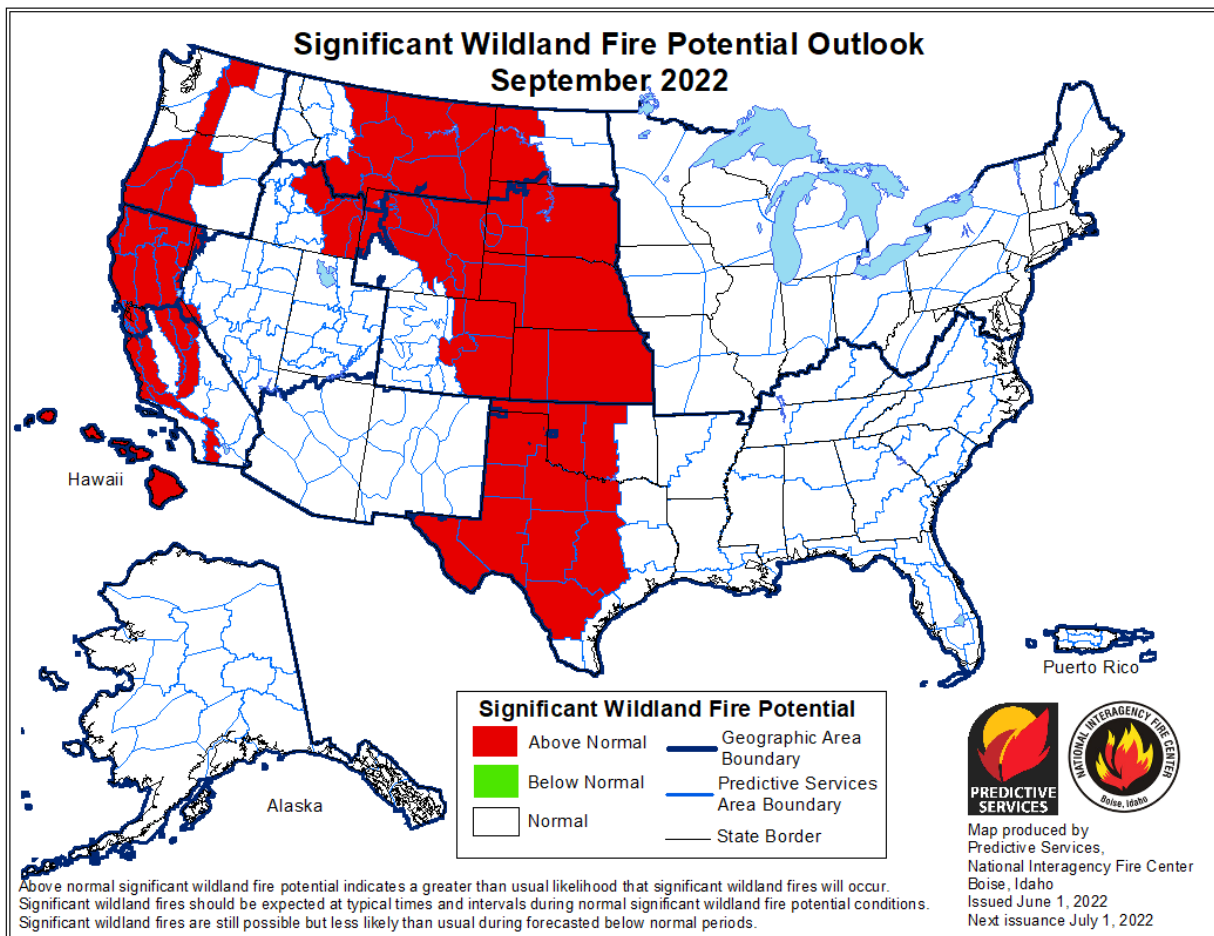 Significant Wildland Fire Potential Outlook
September 2022
Hawaii
Alaska
Puerto Rico
Significant Wildland Fire Potential
Above Normal
Below Normal
Normal
Geographic Area
Boundary
Predictive Services
Area Boundary
State Border
PREDICTIVE
SERVICES
NATIONAL INTERAGENCY FIRE CENTER
Boise, Idaho
Map produced by
Predictive Services,
National Interagency Fire Center
Boise, Idaho
Issued June 1, 2022
Next issuance July 1, 2022
Above normal significant wildland fire potential indicates a greater than usual likelihood that significant wildland fires will occur.
Significant wildland fires should be expected at typical times and intervals during normal significant wildland fire potential conditions.
Significant wildland fires are still possible but less likely than usual during forecasted below normal periods.